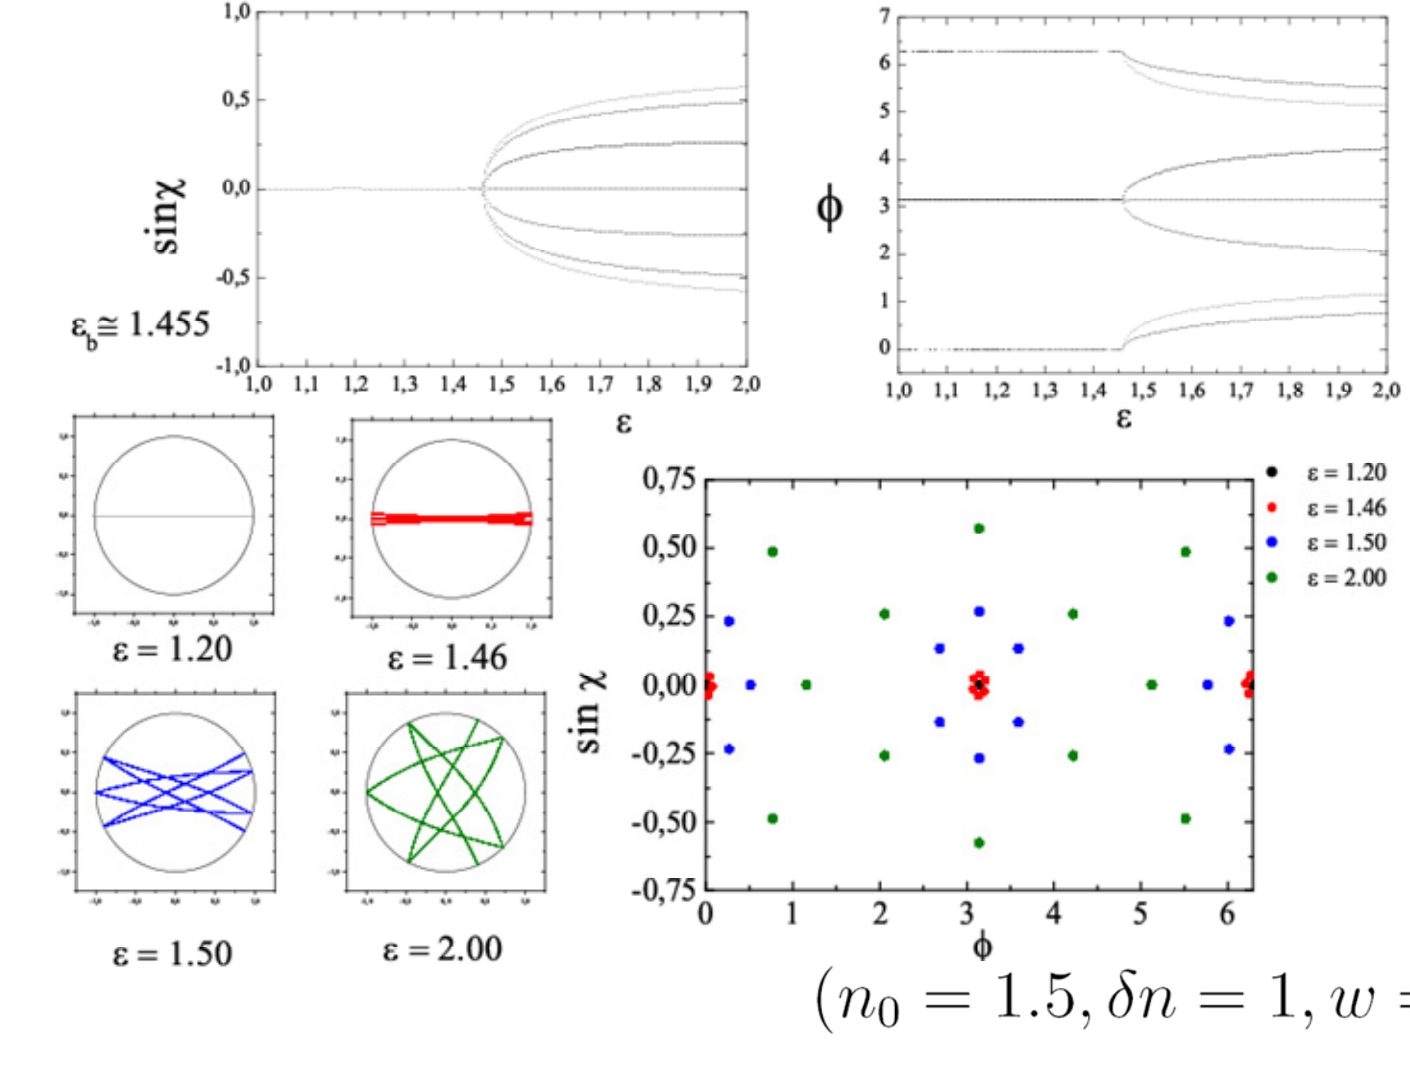 1,0
0,5
0,0
-0,5
-1,0
sinχ
ε_b ≅ 1.455
1,0 1,1 1,2 1,3 1,4 1,5 1,6 1,7 1,8 1,9 2,0
ε
7
6
5
4
3
2
1
0
ϕ
1,0 1,1 1,2 1,3 1,4 1,5 1,6 1,7 1,8 1,9 2,0
ε
ε = 1.20
ε = 1.46
ε = 1.50
ε = 2.00
0,75
0,50
0,25
0,00
-0,25
-0,50
-0,75
sin χ
0 1 2 3 4 5 6
ϕ
ε = 1.20
ε = 1.46
ε = 1.50
ε = 2.00
(n₀ = 1.5, δn = 1, w =